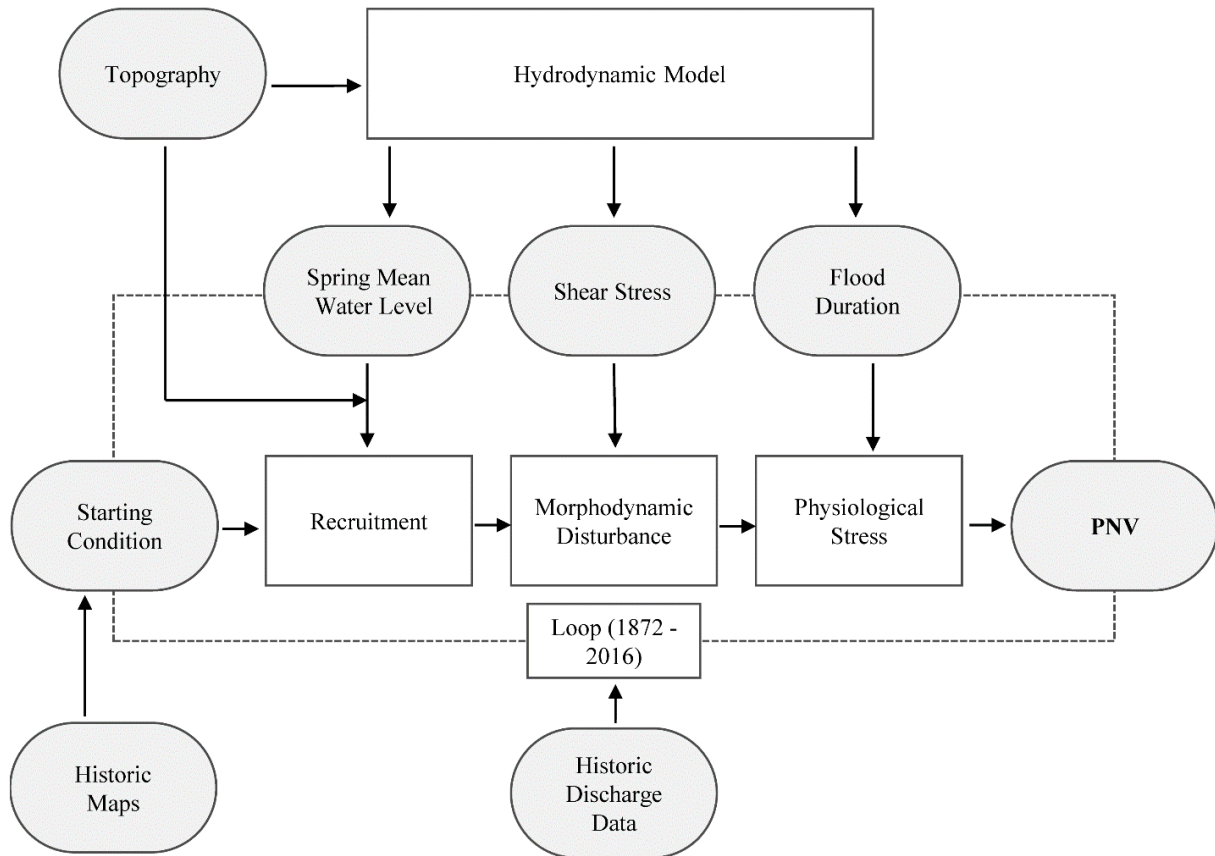 Topography
Hydrodynamic Model
Spring Mean
Water Level
Shear Stress
Flood
Duration
Starting
Condition
Recruitment
Morphodynamic
Disturbance
Physiological
Stress
PNV
Loop (1872 -
2016)
Historic
Maps
Historic
Discharge
Data